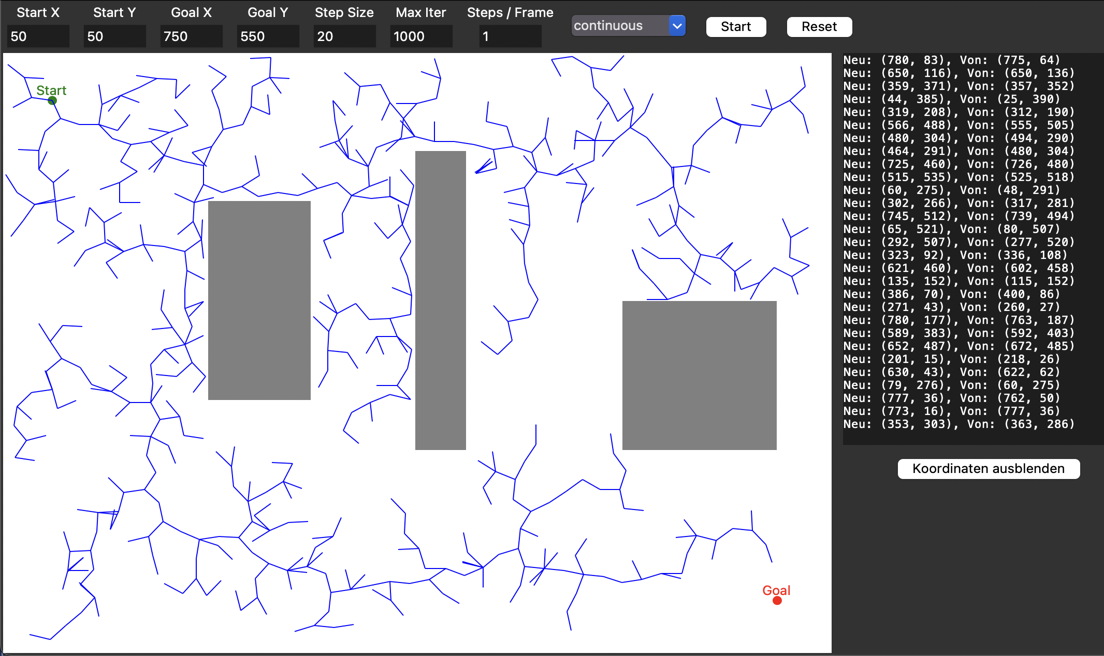 Start X Start Y Goal X Goal Y Step Size Max Iter Steps / Frame
50 50 750 550 20 1000 1 continuous Start Reset
Start
Goal
Neu: (780, 83), Von: (775, 64)
Neu: (650, 116), Von: (650, 136)
Neu: (359, 371), Von: (357, 352)
Neu: (44, 385), Von: (25, 390)
Neu: (319, 208), Von: (312, 190)
Neu: (566, 488), Von: (555, 505)
Neu: (480, 304), Von: (494, 290)
Neu: (464, 291), Von: (480, 304)
Neu: (725, 460), Von: (726, 480)
Neu: (515, 535), Von: (525, 518)
Neu: (60, 275), Von: (48, 291)
Neu: (302, 266), Von: (317, 281)
Neu: (745, 512), Von: (739, 494)
Neu: (65, 521), Von: (80, 507)
Neu: (292, 507), Von: (277, 520)
Neu: (323, 92), Von: (336, 108)
Neu: (621, 460), Von: (602, 458)
Neu: (135, 152), Von: (115, 152)
Neu: (386, 70), Von: (400, 86)
Neu: (271, 43), Von: (260, 27)
Neu: (780, 177), Von: (763, 187)
Neu: (589, 383), Von: (592, 403)
Neu: (652, 487), Von: (672, 485)
Neu: (201, 15), Von: (218, 26)
Neu: (630, 43), Von: (622, 62)
Neu: (79, 276), Von: (60, 275)
Neu: (777, 36), Von: (762, 50)
Neu: (773, 16), Von: (777, 36)
Neu: (353, 303), Von: (363, 286)
Koordinaten ausblenden